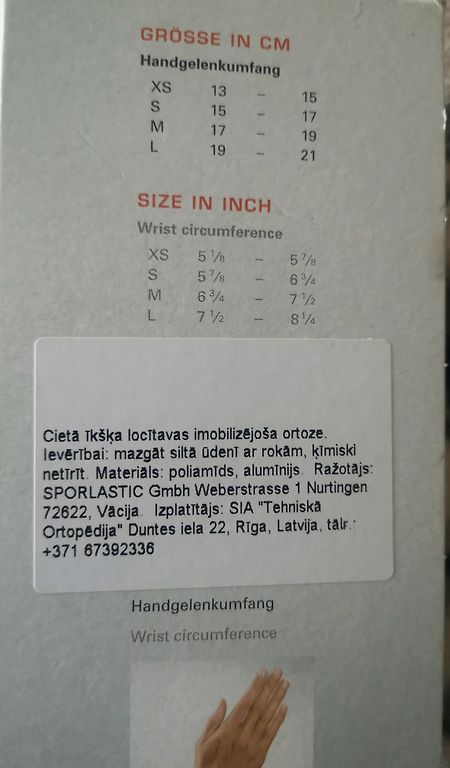 GRÖSSE IN CM
Handgelenkumfang
XS 13 – 15
S 15 – 17
M 17 – 19
L 19 – 21
SIZE IN INCH
Wrist circumference
XS 5 1/8 – 5 7/8
S 5 7/8 – 6 3/4
M 6 3/4 – 7 1/2
L 7 1/2 – 8 1/4
Cietā īkšķa locītavas imobilizējoša ortoze.
Ievērībai: mazgāt siltā ūdenī ar rokām, ķīmiski
netīrīt. Materiāls: poliamīds, alumīnijs. Ražotājs:
SPORLASTIC Gmbh Weberstrasse 1 Nurtingen
72622, Vācija. Izplatītājs: SIA "Tehniskā
Ortopēdija" Duntes iela 22, Rīga, Latvija, tālr.:
+371 67392336
Handgelenkumfang
Wrist circumference